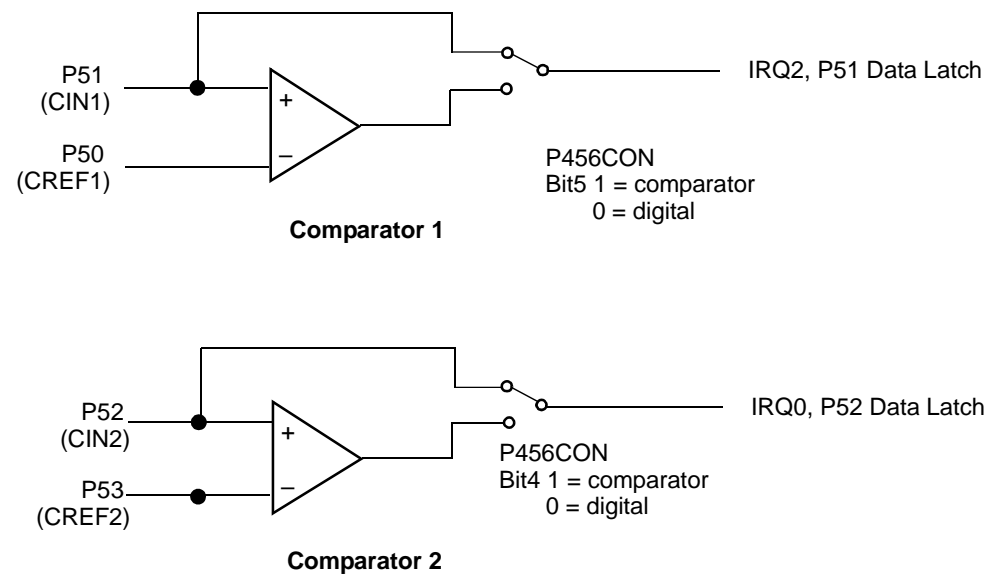 P51
(CIN1)
+
IRQ2, P51 Data Latch
P50
(CREF1)
–
P456CON
Bit5 1 = comparator
0 = digital
Comparator 1
P52
(CIN2)
+
IRQ0, P52 Data Latch
P53
(CREF2)
–
P456CON
Bit4 1 = comparator
0 = digital
Comparator 2